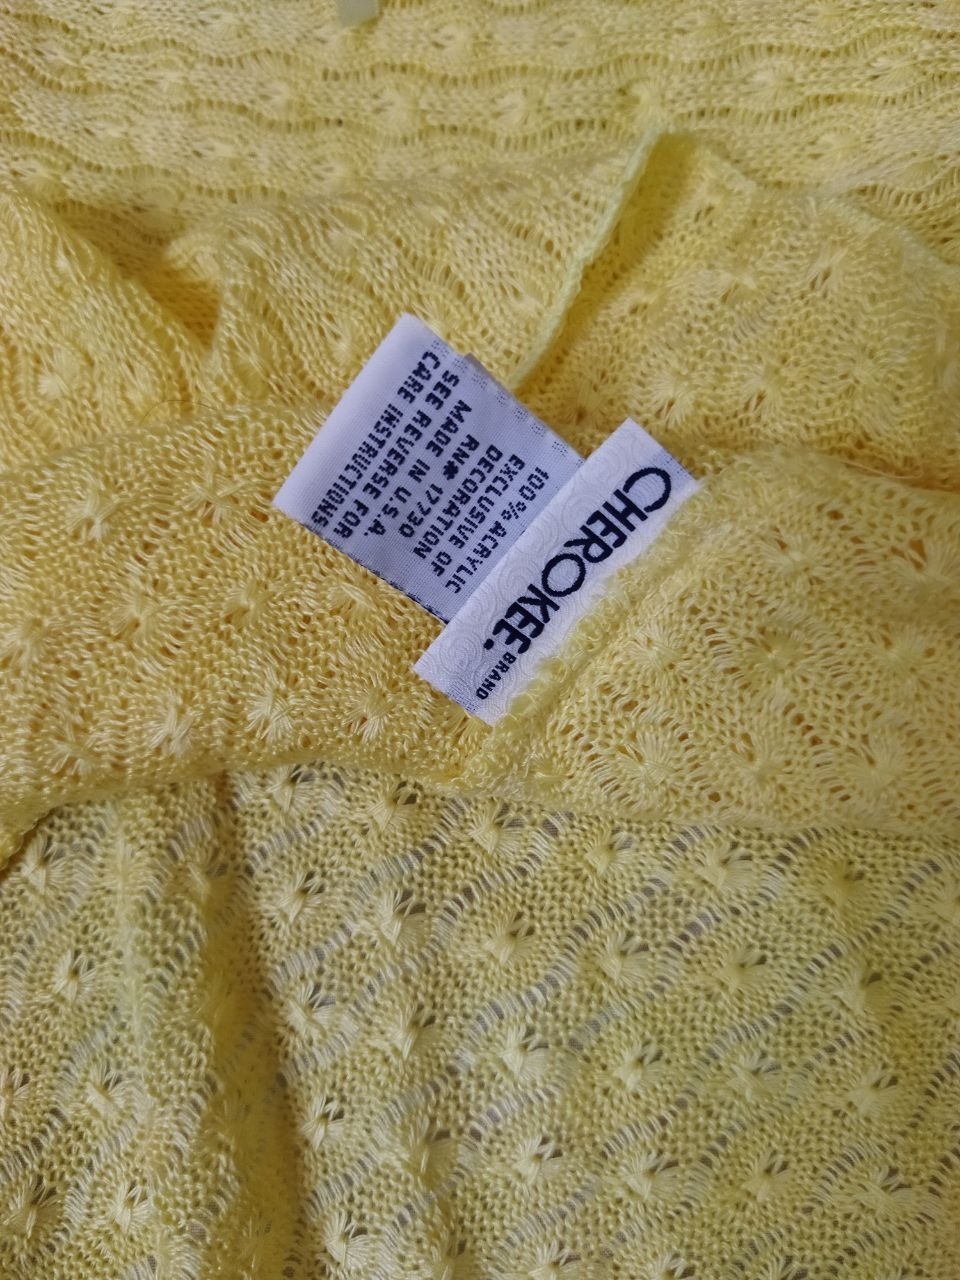 CHEROKEE.
BRAND
100% ACRYLIC
EXCLUSIVE OF
DECORATION
RN* 17730
MADE IN U.S.A.
SEE REVERSE FOR
CARE INSTRUCTIONS